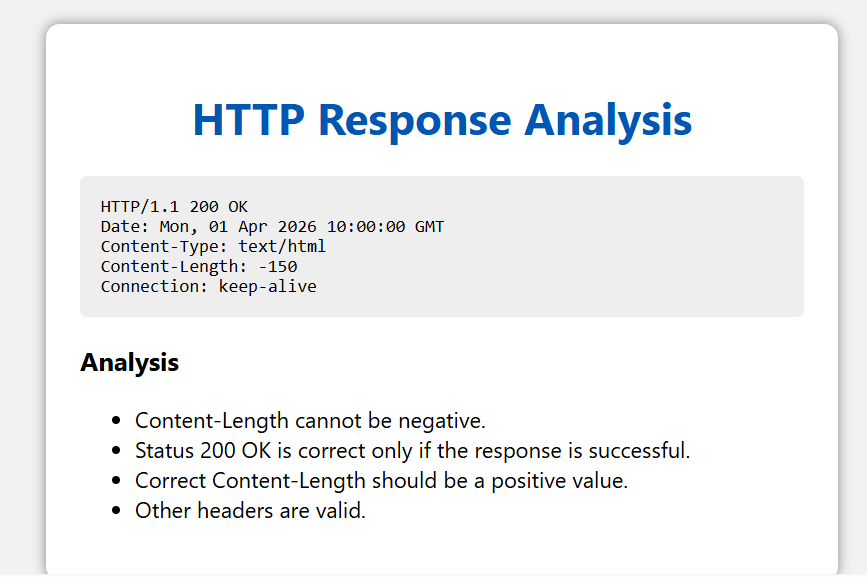 HTTP Response Analysis
HTTP/1.1 200 OK
Date: Mon, 01 Apr 2026 10:00:00 GMT
Content-Type: text/html
Content-Length: -150
Connection: keep-alive
Analysis
Content-Length cannot be negative.
Status 200 OK is correct only if the response is successful.
Correct Content-Length should be a positive value.
Other headers are valid.